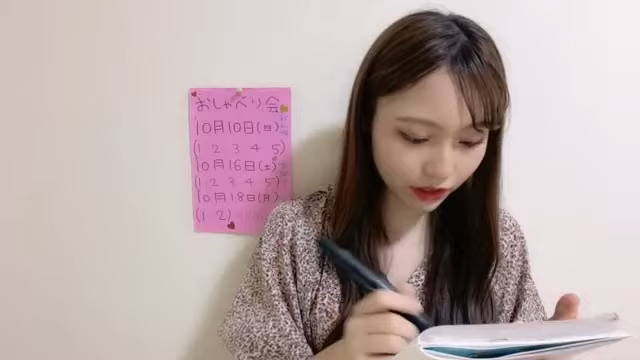 おしゃべり会
10月10日(日)
(1 2 3 4 5)
10月16日(土)
(1 2 3 4 5)
10月18日(月)
(1 2)